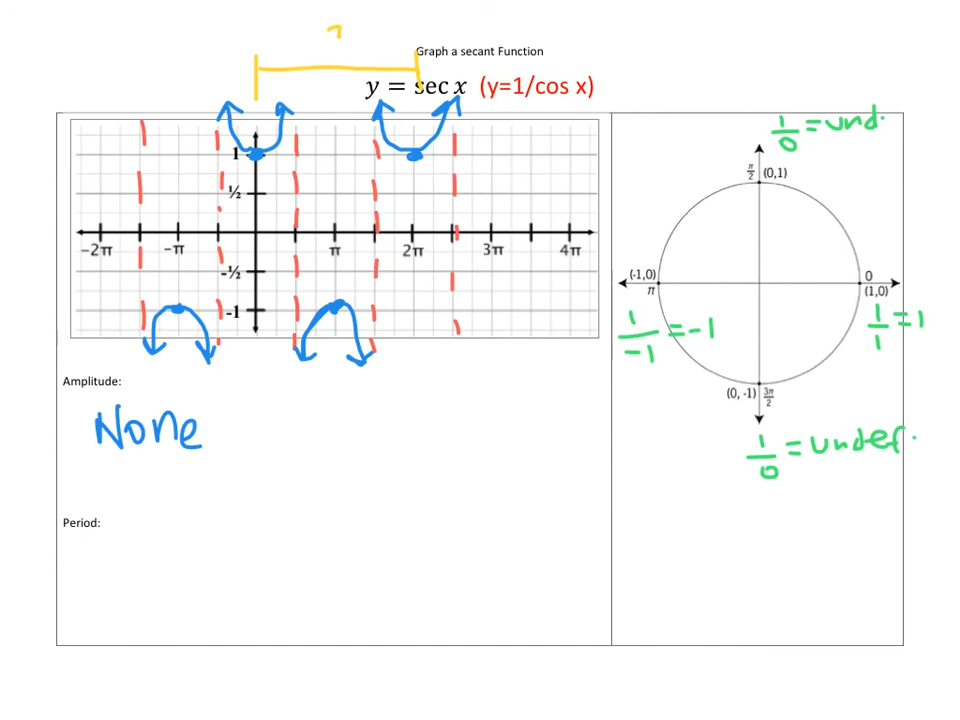 Graph a secant Function
y = sec x (y=1/cos x)
1
½
-2π -π π 2π 3π 4π
-½
-1
Amplitude:
None
Period:
1/0 = und.
π/2 (0,1)
(-1,0) 0
π (1,0)
1/-1 = -1 1/1 = 1
(0, -1) 3π/2
1/0 = undef.